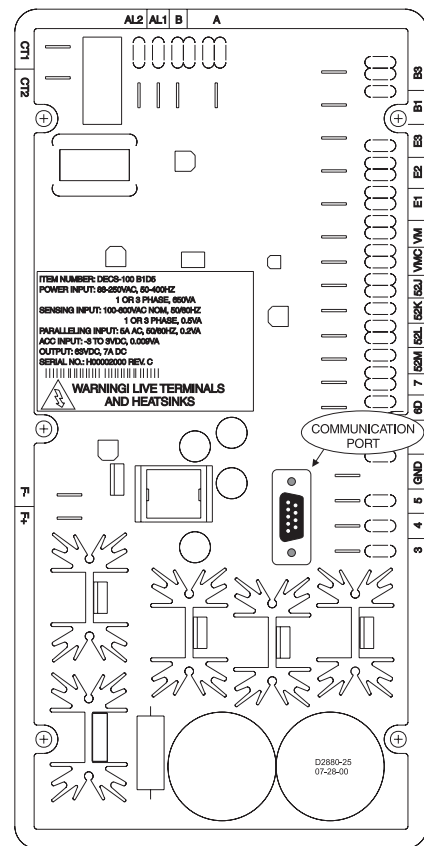 AL2 AL1 B A
CT1
CT2
B3
B1
E3
E2
E1
VM
VMC
52J
52K
52L
52M
7
6D
ITEM NUMBER: DECS-100 B1D5
POWER INPUT: 88-250VAC, 50-400HZ
1 OR 3 PHASE, 650VA
SENSING INPUT: 100-600VAC NOM, 50/60HZ
1 OR 3 PHASE, 0.5VA
PARALLELING INPUT: 5A AC, 50/60HZ, 0.2VA
ACC INPUT: -3 TO 3VDC, 0.009VA
OUTPUT: 63VDC, 7A DC
SERIAL NO.: H00002000 REV. C
WARNING! LIVE TERMINALS
AND HEATSINKS
COMMUNICATION
PORT
GND
5
4
3
F-
F+
D2880-25
07-28-00